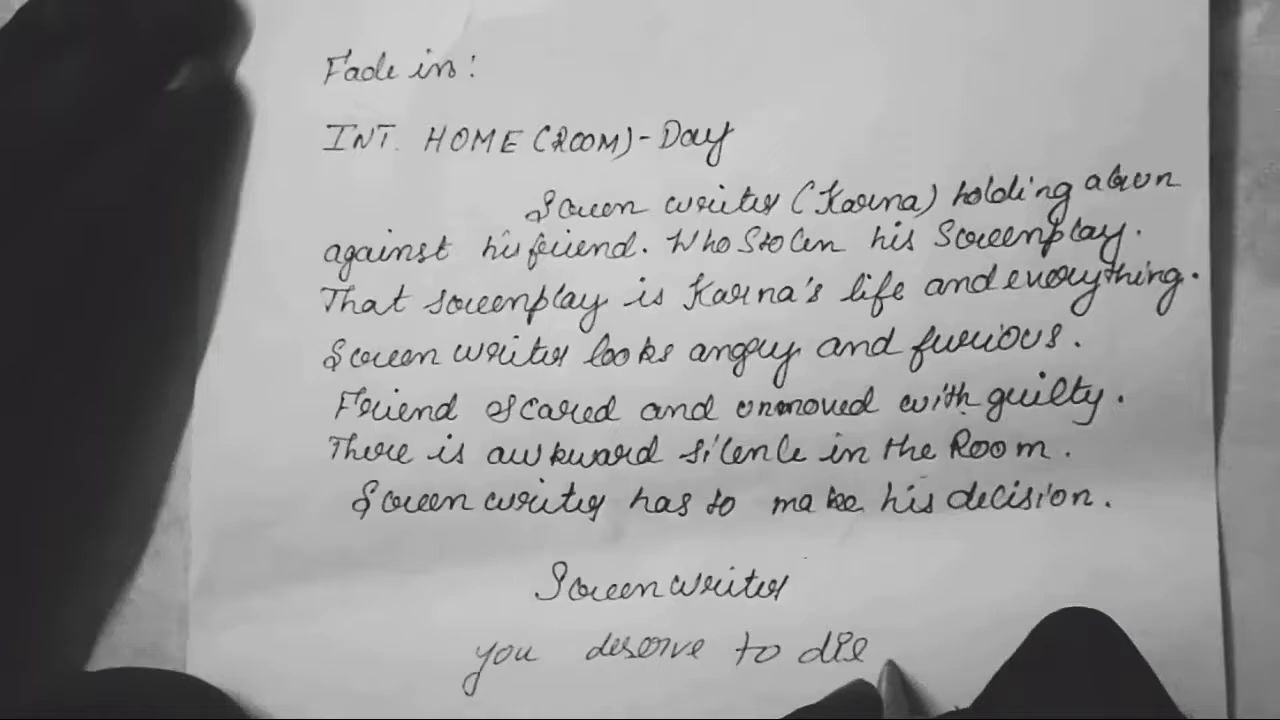 Fade in:
INT. HOME (ROOM) - Day
Screen writer (Karna) holding a Gun
against his friend. Who Stolen his Screenplay.
That screenplay is Karna's life and everything.
Screen writer looks angry and furious.
Friend scared and unmoved with guilty.
There is awkward silence in the Room.
Screen writer has to make his decision.
Screen writer
you deserve to die